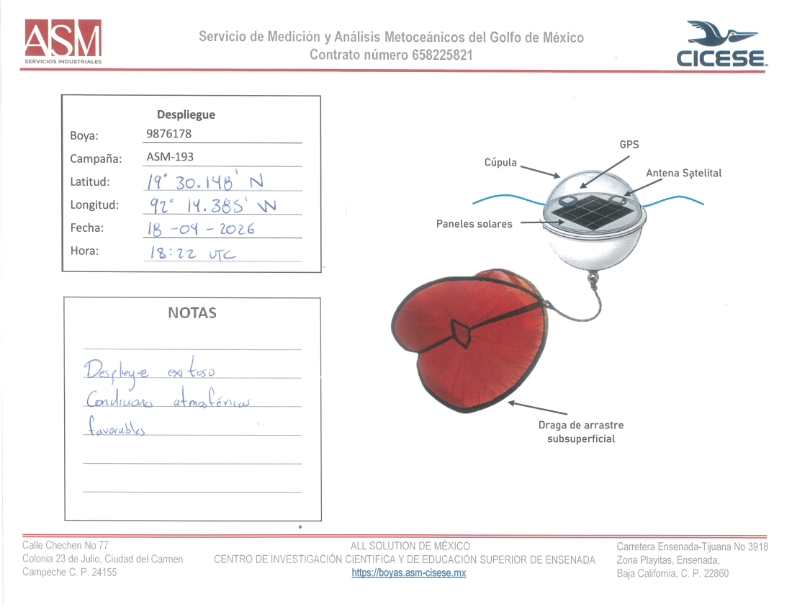 ASM
SERVICIOS INDUSTRIALES
Servicio de Medición y Análisis Metoceánicos del Golfo de México
Contrato número 658225821
CICESE
Despliegue
Boya: 9876178
Campaña: ASM-193
Latitud: 19° 30.148' N
Longitud: 92° 14.385' W
Fecha: 18-04-2026
Hora: 18:22 UTC
NOTAS
Despliegue exitoso
Condiciones atmosféricas
favorables
GPS
Cúpula
Antena Satelital
Paneles solares
Draga de arrastre
subsuperficial
Calle Chechen No 77
Colonia 23 de Julio, Ciudad del Carmen
Campeche C. P. 24155
ALL SOLUTION DE MÉXICO
CENTRO DE INVESTIGACIÓN CIENTIFICA Y DE EDUCACIÓN SUPERIOR DE ENSENADA
https://boyas.asm-cisese.mx
Carretera Ensenada-Tijuana No 3918
Zona Playitas, Ensenada,
Baja California, C. P. 22860